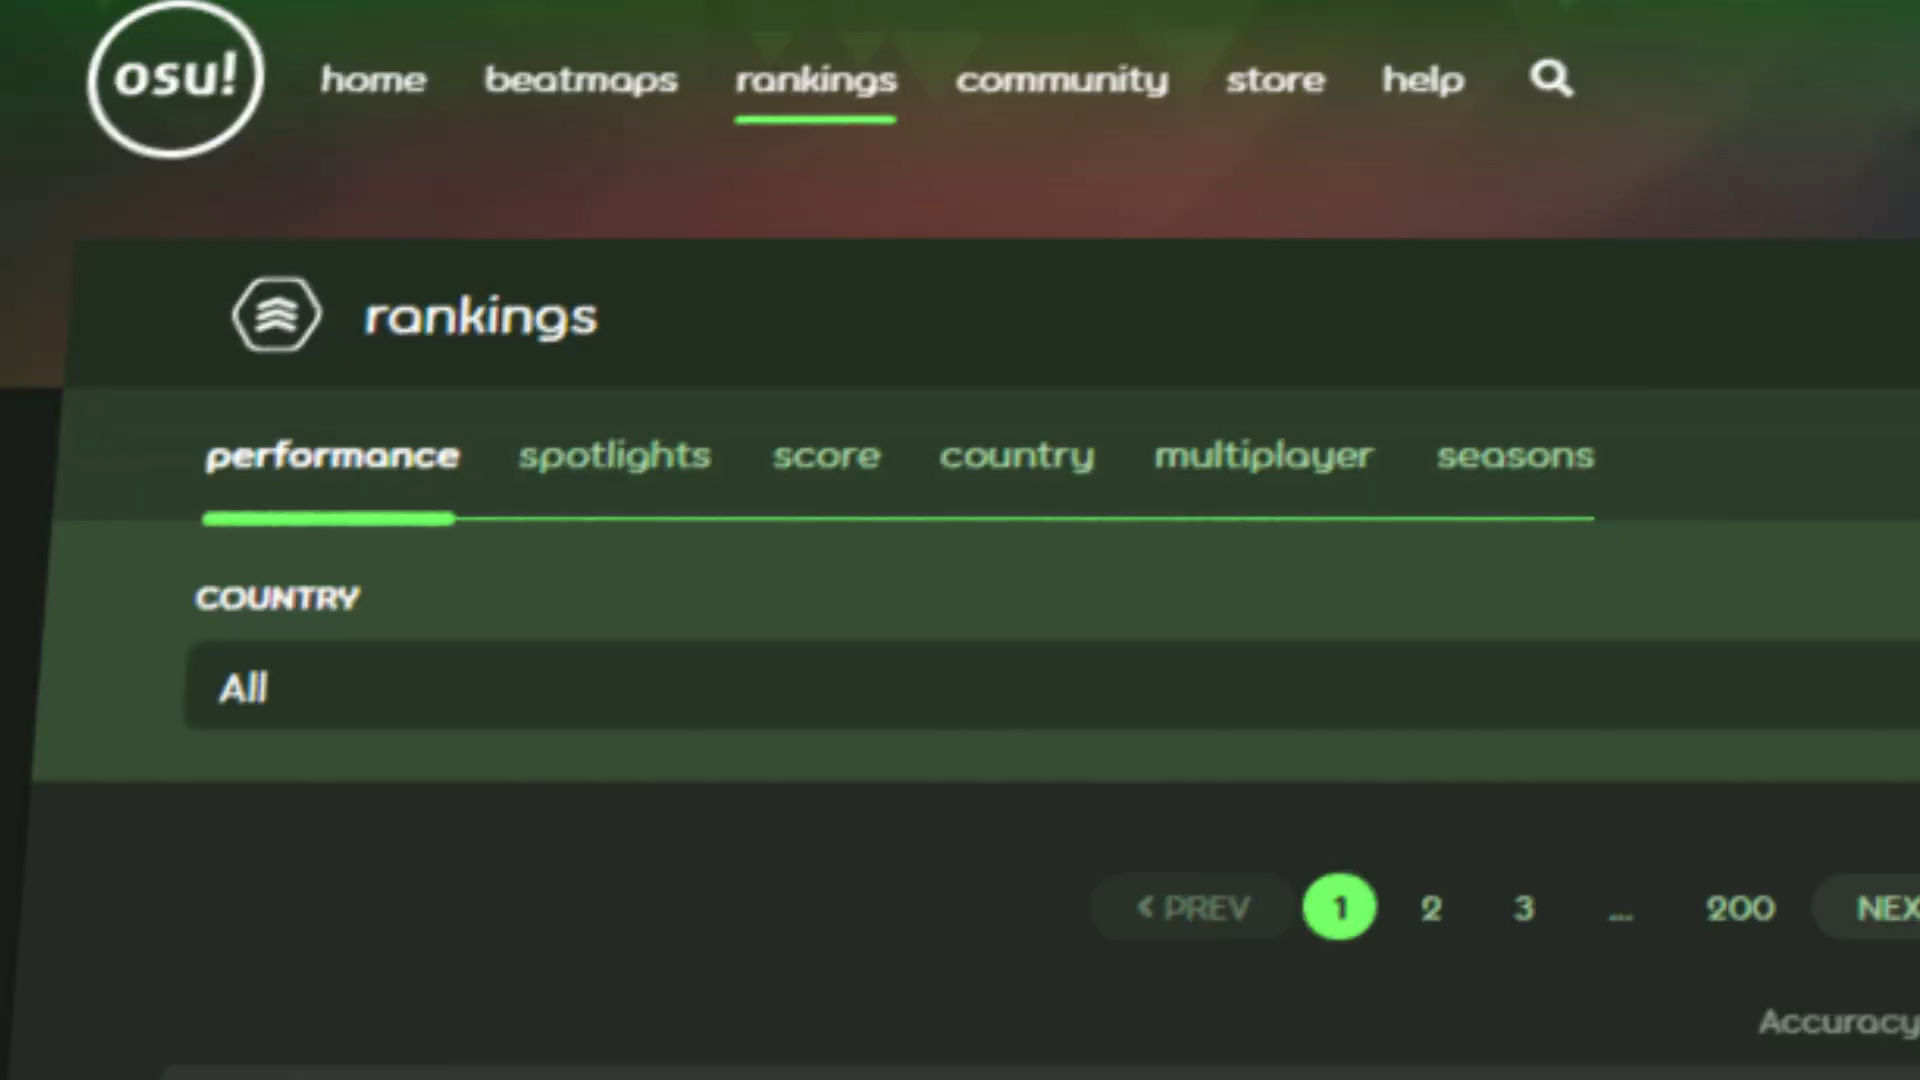 osu! home beatmaps rankings community store help
rankings
performance spotlights score country multiplayer seasons
COUNTRY
All
< PREV 1 2 3 ... 200 NEX
Accuracy